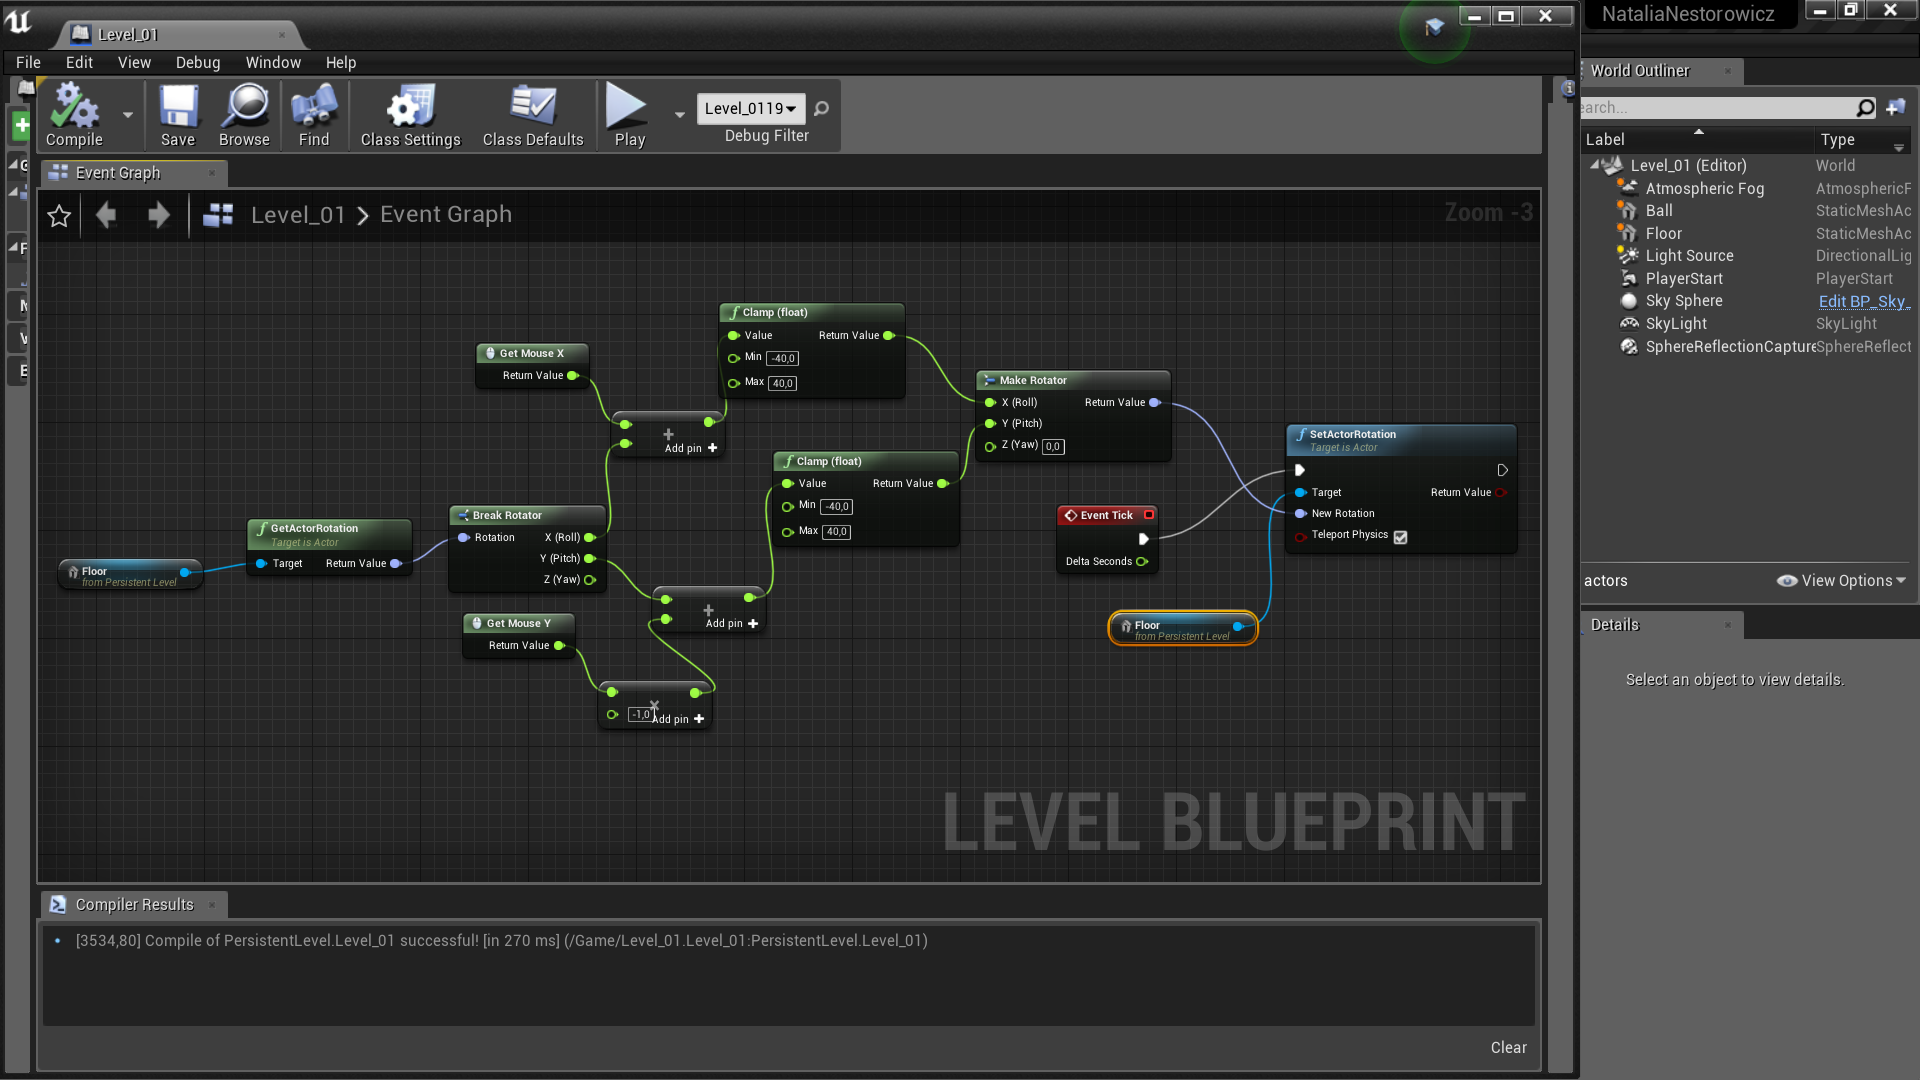 NataliaNestorowicz
Level_01
File Edit View Debug Window Help
World Outliner
Compile Save Browse Find Class Settings Class Defaults Play
Level_0119
Debug Filter
earch...
Label Type
Event Graph
Level_01 > Event Graph
Zoom -3
Level_01 (Editor) World
Atmospheric Fog AtmosphericF
Ball StaticMeshAc
Floor StaticMeshAc
Light Source DirectionalLig
PlayerStart PlayerStart
Sky Sphere Edit BP_Sky_
SkyLight SkyLight
SphereReflectionCapture SphereReflect
actors View Options
Details
Select an object to view details.
Clamp (float)
Value Return Value
Min -40,0
Max 40,0
Get Mouse X
Return Value
+
Add pin +
Make Rotator
X (Roll) Return Value
Y (Pitch)
Z (Yaw) 0,0
Clamp (float)
Value Return Value
Min -40,0
Max 40,0
SetActorRotation
Target is Actor
Target Return Value
New Rotation
Teleport Physics
Event Tick
Delta Seconds
Floor
from Persistent Level
GetActorRotation
Target is Actor
Target Return Value
Break Rotator
Rotation X (Roll)
Y (Pitch)
Z (Yaw)
Floor
from Persistent Level
Get Mouse Y
Return Value
+
Add pin +
×
-1,0 Add pin +
LEVEL BLUEPRINT
Compiler Results
[3534,80] Compile of PersistentLevel.Level_01 successful! [in 270 ms] (/Game/Level_01.Level_01:PersistentLevel.Level_01)
Clear